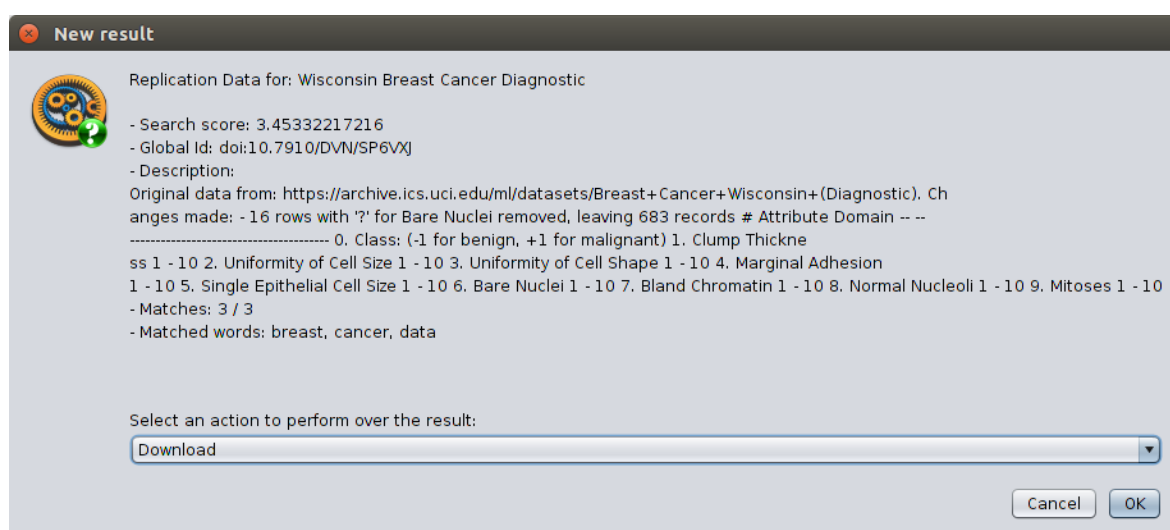 New result
Replication Data for: Wisconsin Breast Cancer Diagnostic
- Search score: 3.45332217216
- Global Id: doi:10.7910/DVN/SP6VXJ
- Description:
Original data from: https://archive.ics.uci.edu/ml/datasets/Breast+Cancer+Wisconsin+(Diagnostic). Ch
anges made: - 16 rows with '?' for Bare Nuclei removed, leaving 683 records # Attribute Domain -- --
--------------------------------------- 0. Class: (-1 for benign, +1 for malignant) 1. Clump Thickne
ss 1 - 10 2. Uniformity of Cell Size 1 - 10 3. Uniformity of Cell Shape 1 - 10 4. Marginal Adhesion
1 - 10 5. Single Epithelial Cell Size 1 - 10 6. Bare Nuclei 1 - 10 7. Bland Chromatin 1 - 10 8. Normal Nucleoli 1 - 10 9. Mitoses 1 - 10
- Matches: 3 / 3
- Matched words: breast, cancer, data
Select an action to perform over the result:
Download
Cancel OK